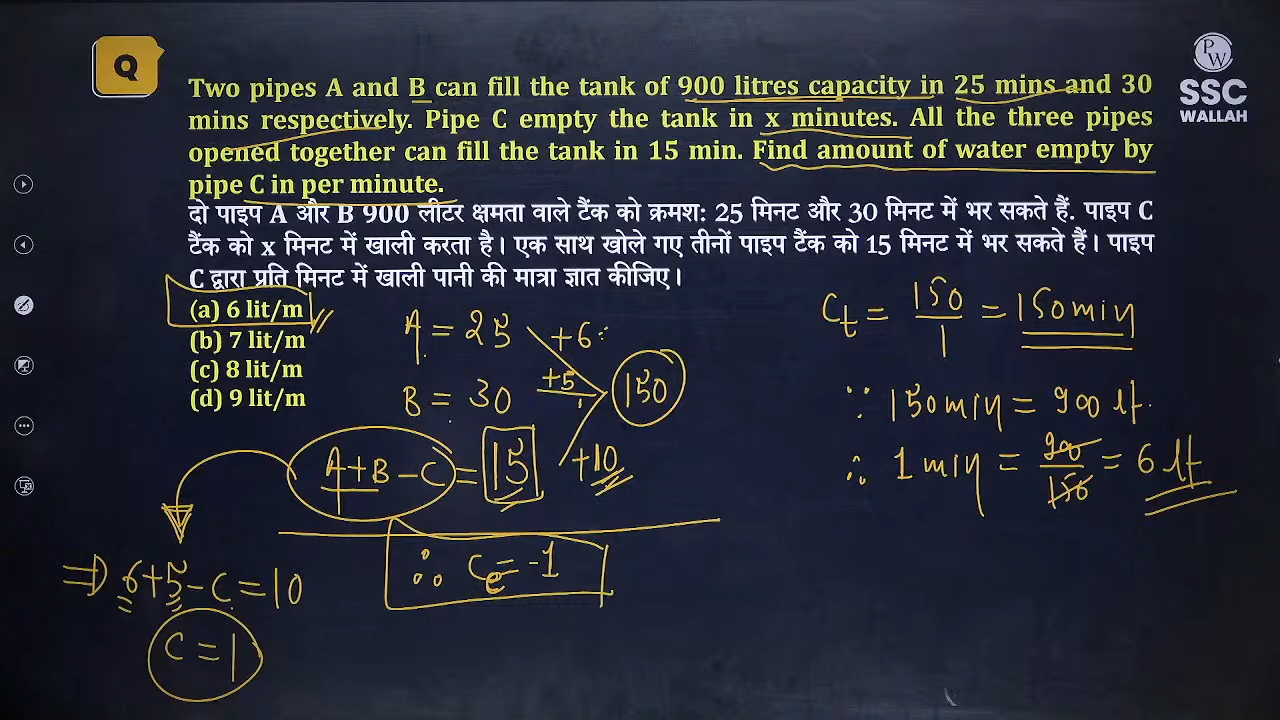 Q
PW
SSC
WALLAH
Two pipes A and B can fill the tank of 900 litres capacity in 25 mins and 30
mins respectively. Pipe C empty the tank in x minutes. All the three pipes
opened together can fill the tank in 15 min. Find amount of water empty by
pipe C in per minute.
दो पाइप A और B 900 लीटर क्षमता वाले टैंक को क्रमश: 25 मिनट और 30 मिनट में भर सकते हैं. पाइप C
टैंक को x मिनट में खाली करता है। एक साथ खोले गए तीनों पाइप टैंक को 15 मिनट में भर सकते हैं। पाइप
C द्वारा प्रति मिनट में खाली पानी की मात्रा ज्ञात कीजिए।
(a) 6 lit/m
(b) 7 lit/m
(c) 8 lit/m
(d) 9 lit/m
A = 25 +6
B = 30 +5 150
A+B-C = 15 +10
⇒ 6+5-C = 10
C = 1
∴ Ce = -1
Ct = 150/1 = 150 min
∵ 150 min = 900 lt.
∴ 1 min = 900/150 = 6 lt